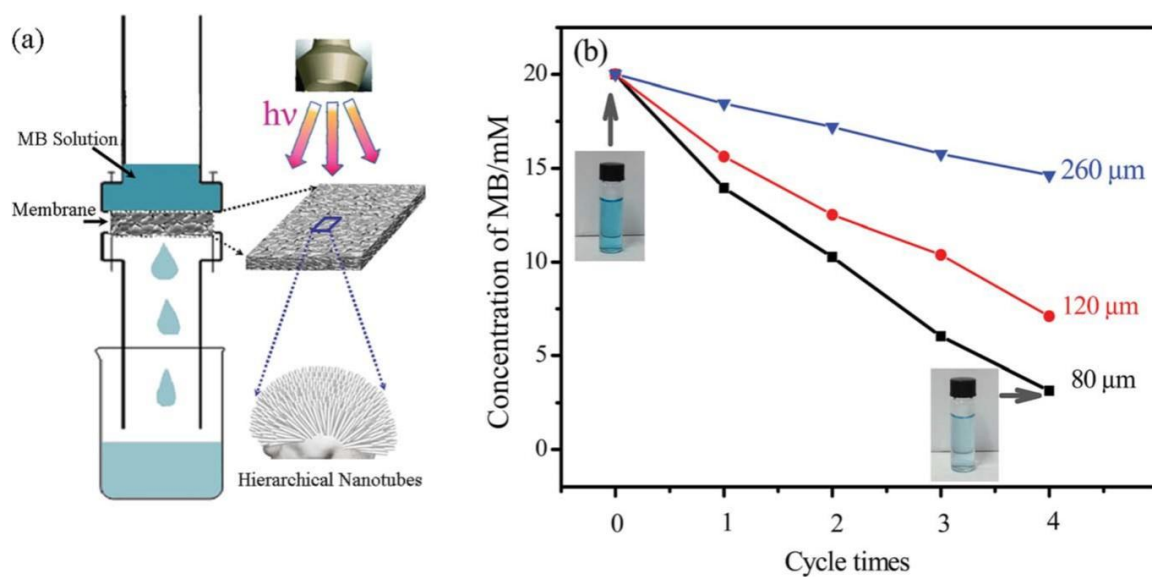 (a)
MB Solution
hν
Membrane
Hierarchical Nanotubes
(b)
Concentration of MB/mM
20
15
10
5
0
260 μm
120 μm
80 μm
0 1 2 3 4
Cycle times